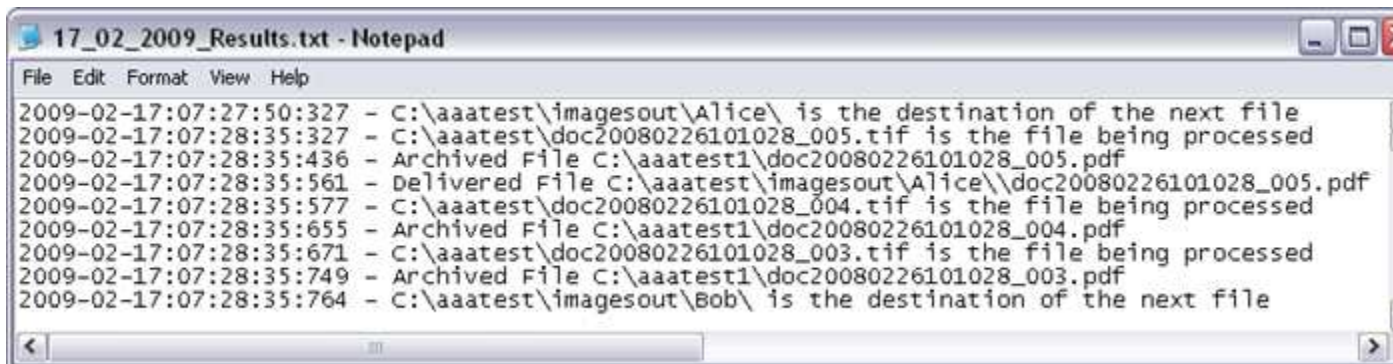 17_02_2009_Results.txt - Notepad
File Edit Format View Help
2009-02-17:07:27:50:327 - C:\aaatest\imagesout\Alice\ is the destination of the next file
2009-02-17:07:28:35:327 - C:\aaatest\doc20080226101028_005.tif is the file being processed
2009-02-17:07:28:35:436 - Archived File C:\aaatest1\doc20080226101028_005.pdf
2009-02-17:07:28:35:561 - Delivered File C:\aaatest\imagesout\Alice\\doc20080226101028_005.pdf
2009-02-17:07:28:35:577 - C:\aaatest\doc20080226101028_004.tif is the file being processed
2009-02-17:07:28:35:655 - Archived File C:\aaatest1\doc20080226101028_004.pdf
2009-02-17:07:28:35:671 - C:\aaatest\doc20080226101028_003.tif is the file being processed
2009-02-17:07:28:35:749 - Archived File C:\aaatest1\doc20080226101028_003.pdf
2009-02-17:07:28:35:764 - C:\aaatest\imagesout\Bob\ is the destination of the next file